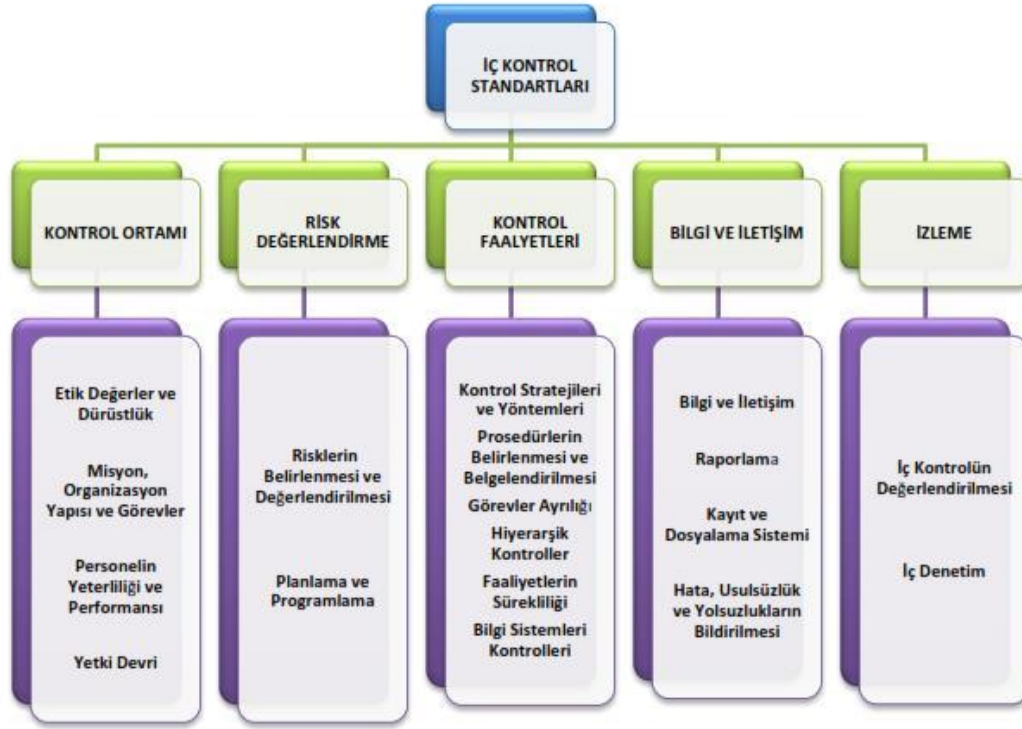 İÇ KONTROL
STANDARTLARI
KONTROL ORTAMI
RİSK
DEĞERLENDİRME
KONTROL
FAALYETLERİ
BİLGİ VE İLETİŞİM
İZLEME
Etik Değerler ve
Dürüstlük
Misyon,
Organizasyon
Yapısı ve Görevler
Personelin
Yeterliliği ve
Performansı
Yetki Devri
Risklerin
Belirlenmesi ve
Değerlendirilmesi
Planlama ve
Programlama
Kontrol Stratejileri
ve Yöntemleri
Prosedürlerin
Belirlenmesi ve
Belgelendirilmesi
Görevler Ayrılığı
Hiyerarşik
Kontroller
Faaliyetlerin
Sürekliliği
Bilgi Sistemleri
Kontrolleri
Bilgi ve İletişim
Raporlama
Kayıt ve
Dosyalama Sistemi
Hata, Usulsüzlük
ve Yolsuzlukların
Bildirilmesi
İç Kontrolün
Değerlendirilmesi
İç Denetim